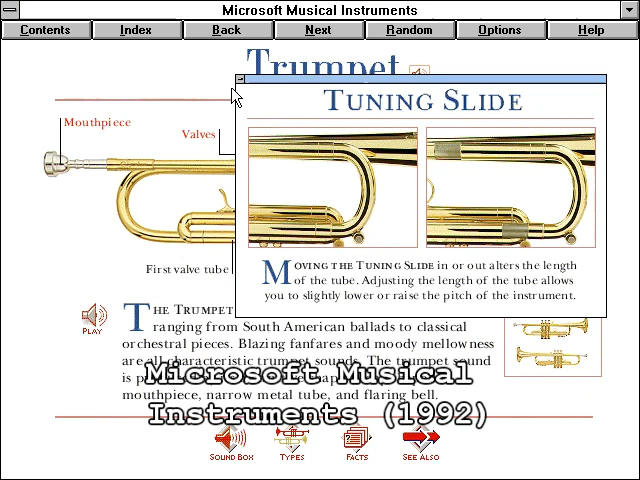 Microsoft Musical Instruments
Contents Index Back Next Random Options Help
Trumpet
TUNING SLIDE
Mouthpiece
Valves
First valve tube
MOVING THE TUNING SLIDE in or out alters the length
of the tube. Adjusting the length of the tube allows
you to slightly lower or raise the pitch of the instrument.
PLAY
THE TRUMPET
ranging from South American ballads to classical
orchestral pieces. Blazing fanfares and moody mellowness
are all characteristic trumpet sounds. The trumpet sound
is p
mouthpiece, narrow metal tube, and flaring bell.
Microsoft Musical
Instruments (1992)
SOUND BOX TYPES FACTS SEE ALSO